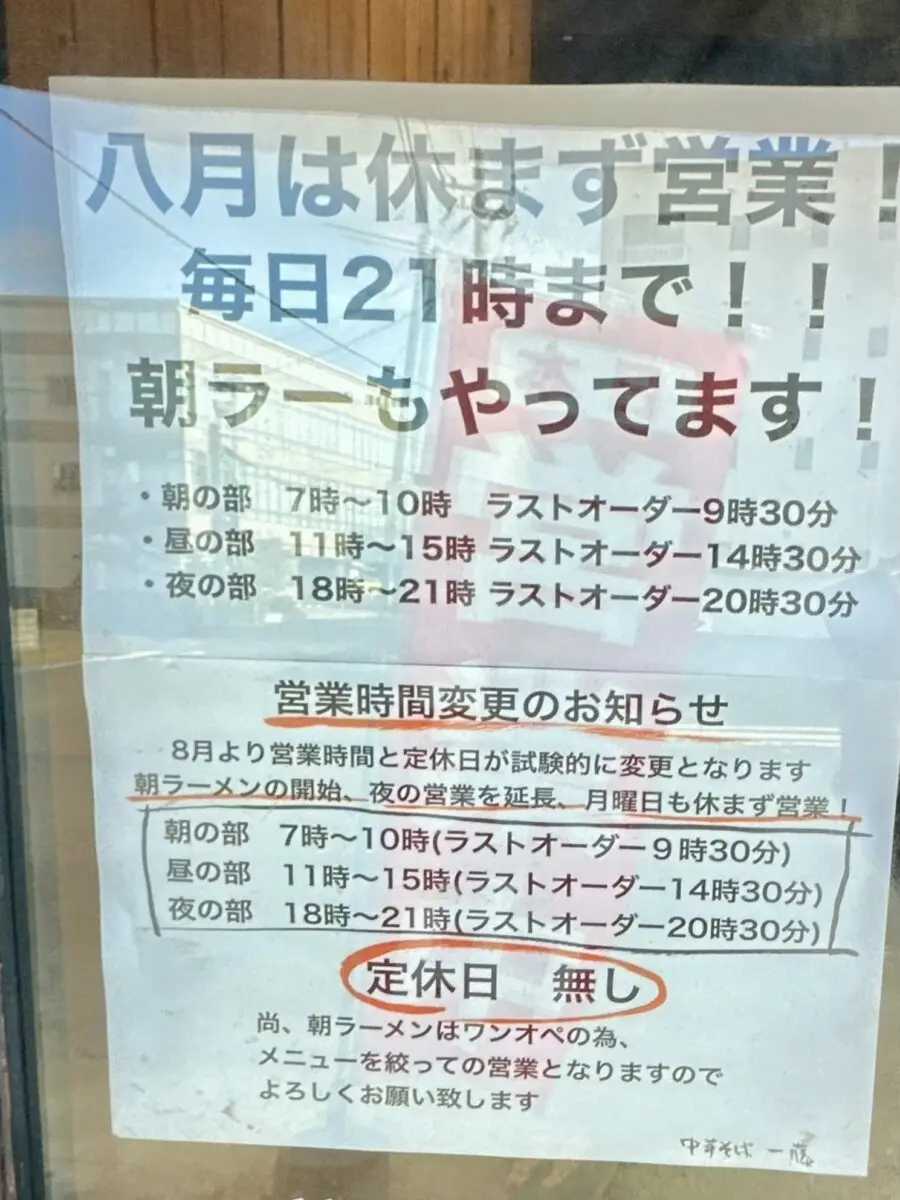 八月は休まず営業！
毎日21時まで！！
朝ラーもやってます！
・朝の部　7時〜10時　ラストオーダー9時30分
・昼の部　11時〜15時 ラストオーダー14時30分
・夜の部　18時〜21時 ラストオーダー20時30分
営業時間変更のお知らせ
8月より営業時間と定休日が試験的に変更となります
朝ラーメンの開始、夜の営業を延長、月曜日も休まず営業！
朝の部　7時〜10時(ラストオーダー９時30分)
昼の部　11時〜15時(ラストオーダー14時30分)
夜の部　18時〜21時(ラストオーダー20時30分)
定休日　無し
尚、朝ラーメンはワンオペの為、
メニューを絞っての営業となりますので
よろしくお願い致します
中華そば 一藤